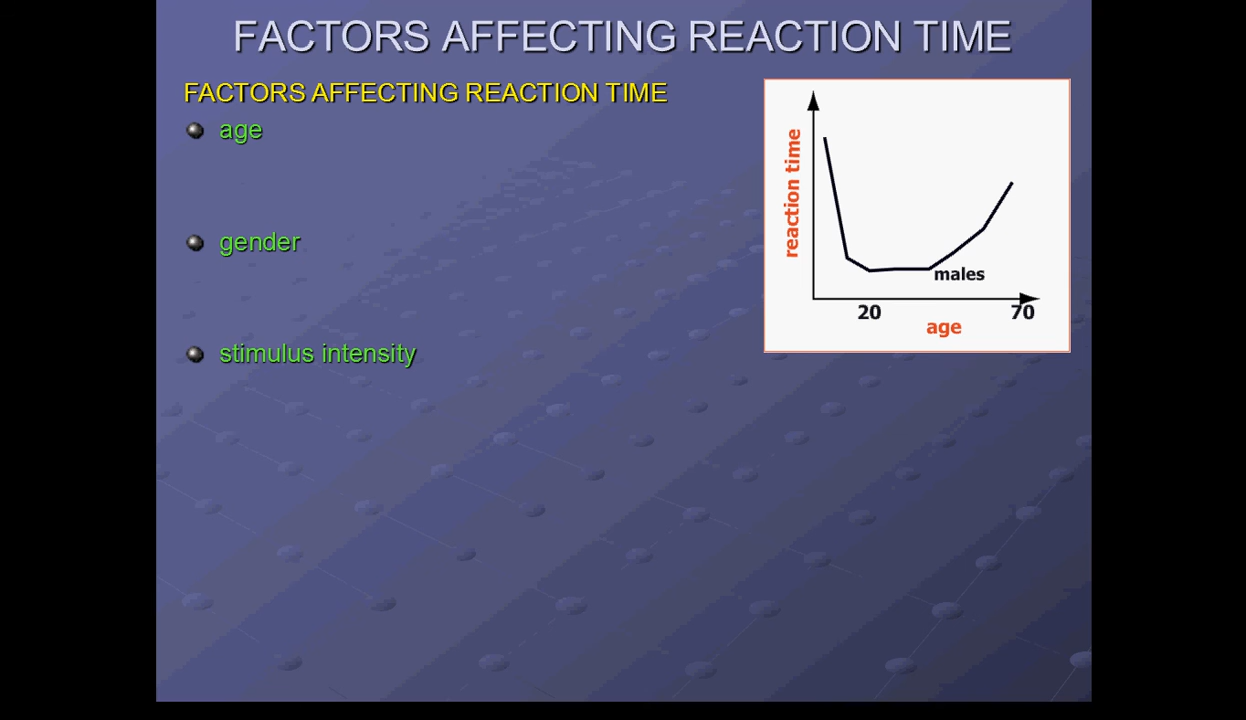 FACTORS AFFECTING REACTION TIME
FACTORS AFFECTING REACTION TIME
age
gender
stimulus intensity
reaction time
males
20
70
age